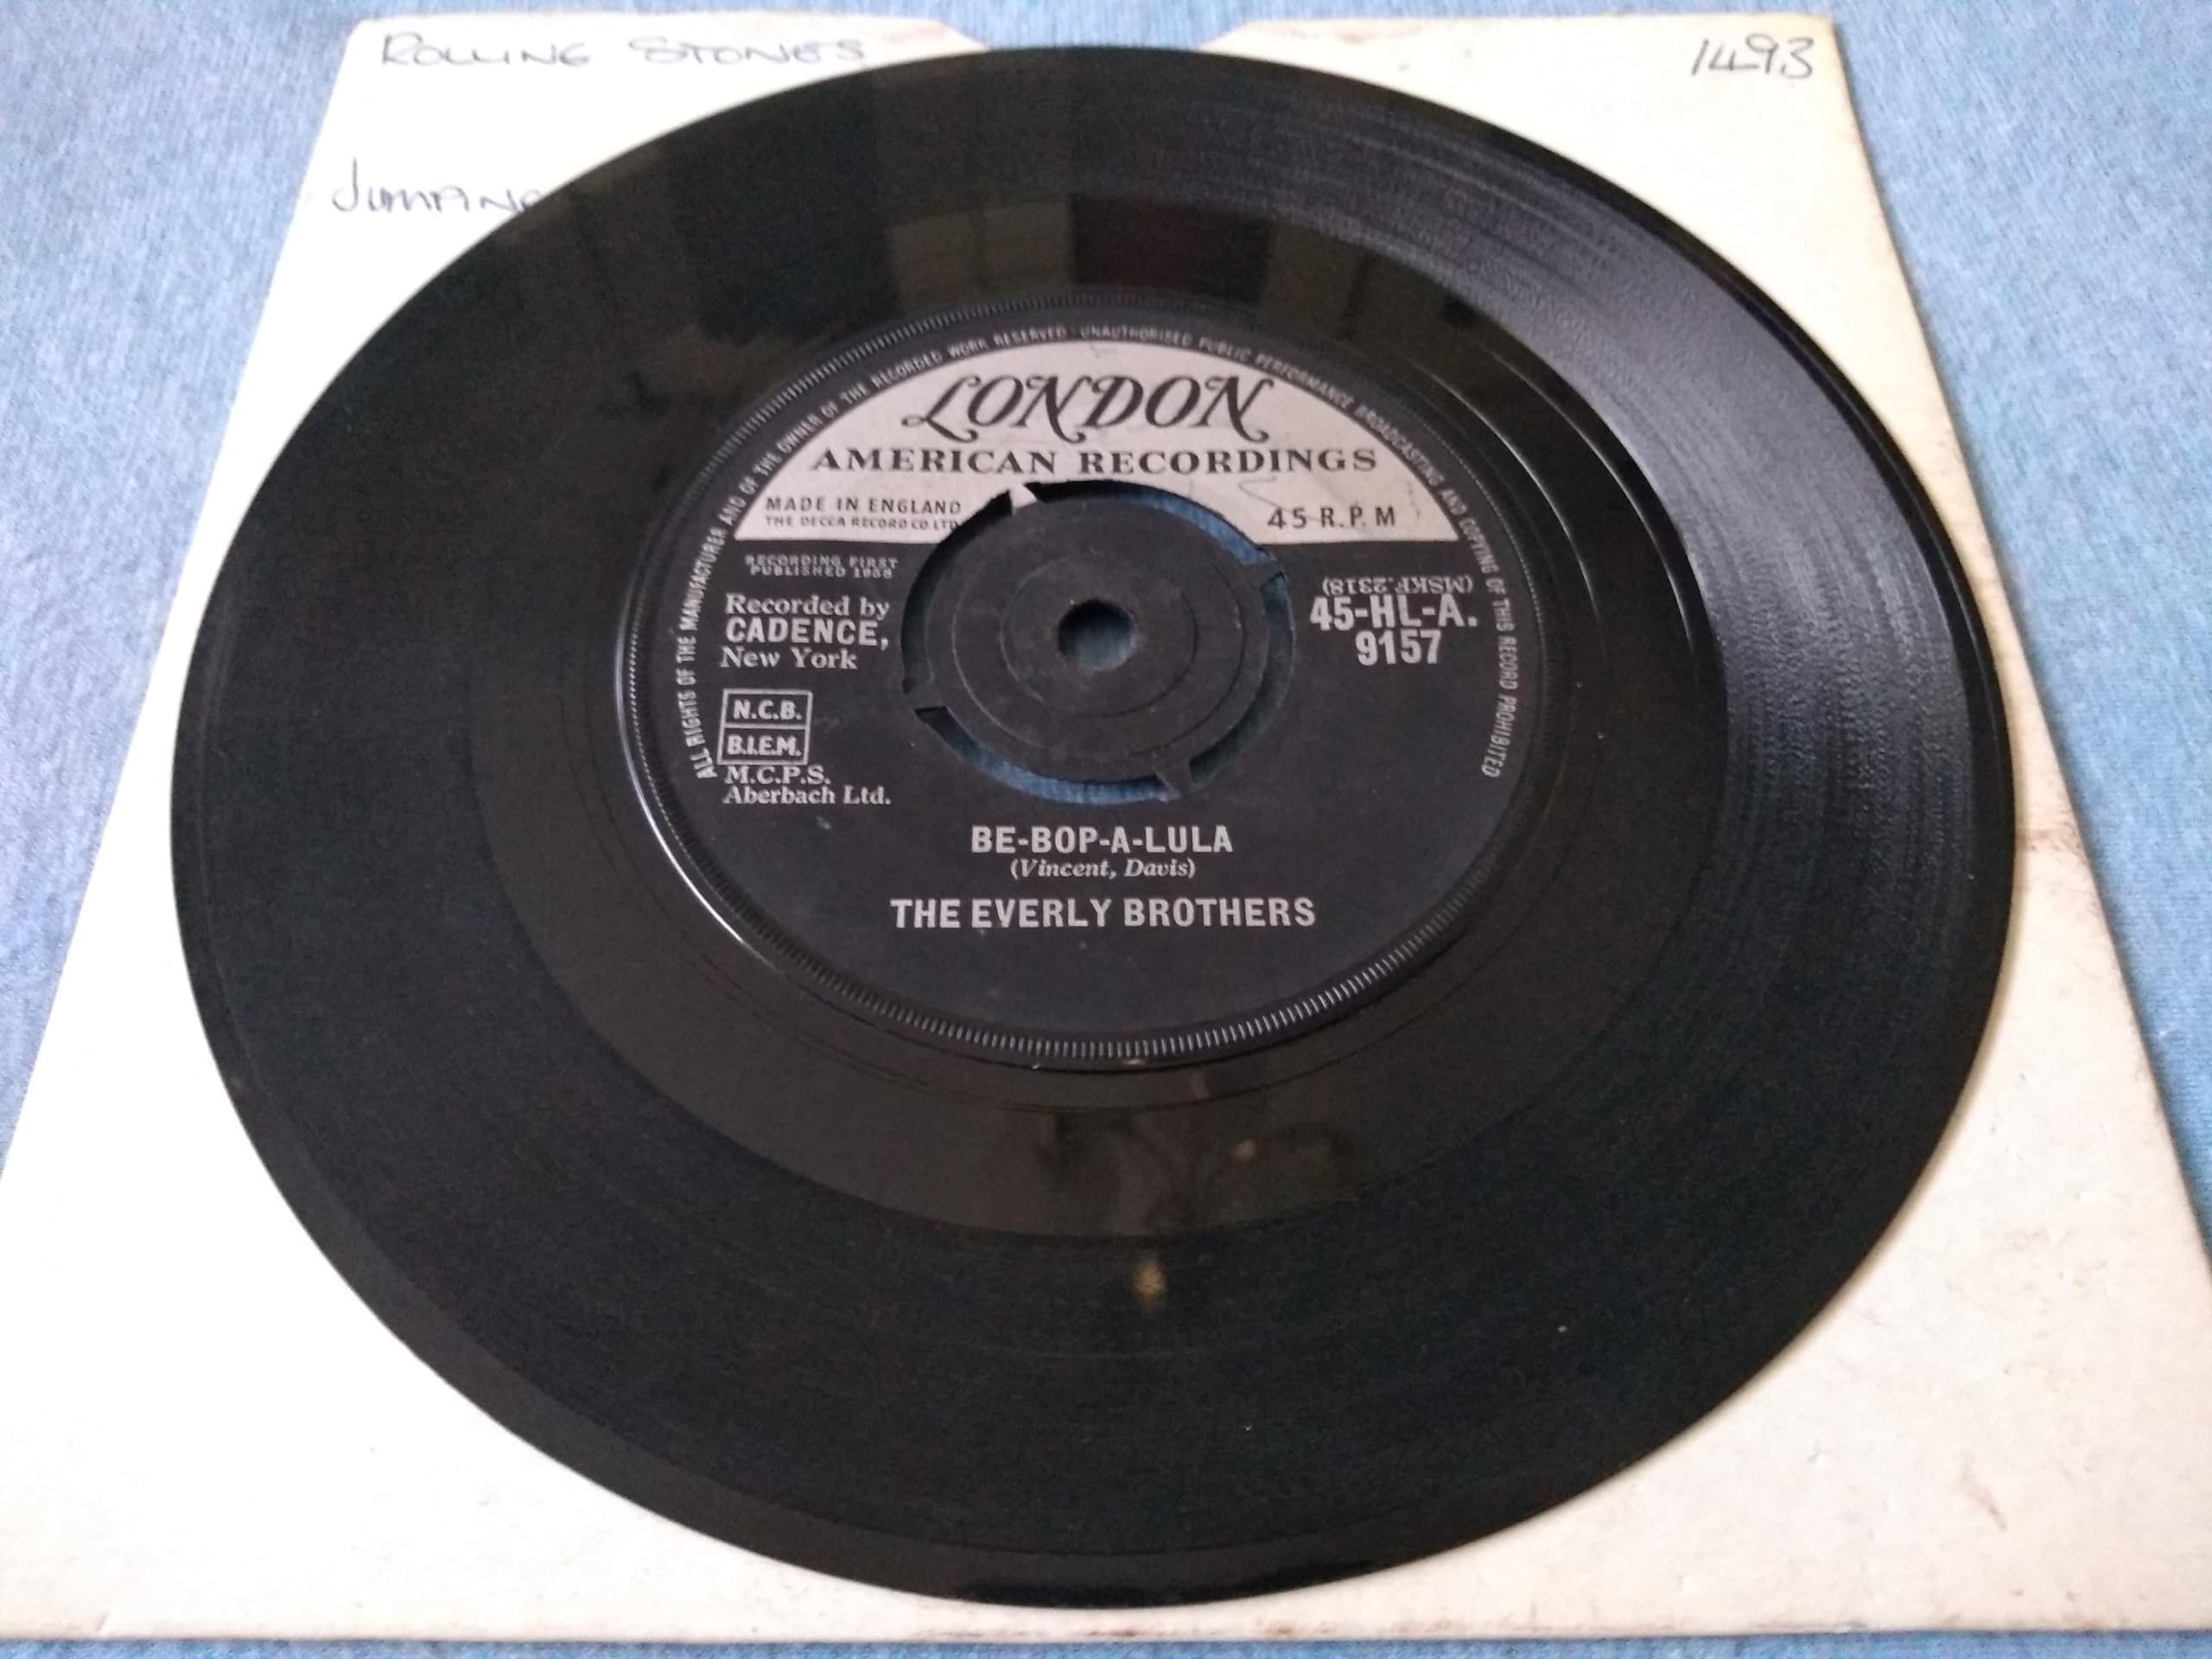 ROLLING STONES
1493
ALL RIGHTS OF THE MANUFACTURER AND OF THE OWNER OF THE RECORDED WORK RESERVED · UNAUTHORISED PUBLIC PERFORMANCE BROADCASTING AND COPYING OF THIS RECORD PROHIBITED
LONDON
AMERICAN RECORDINGS
MADE IN ENGLAND
THE DECCA RECORD CO LTD
45 R.P.M
RECORDING FIRST
PUBLISHED
Recorded by
CADENCE,
New York
(MSKF.2318)
45-HL-A.
9157
N.C.B.
B.I.E.M.
M.C.P.S.
Aberbach Ltd.
BE-BOP-A-LULA
(Vincent, Davis)
THE EVERLY BROTHERS